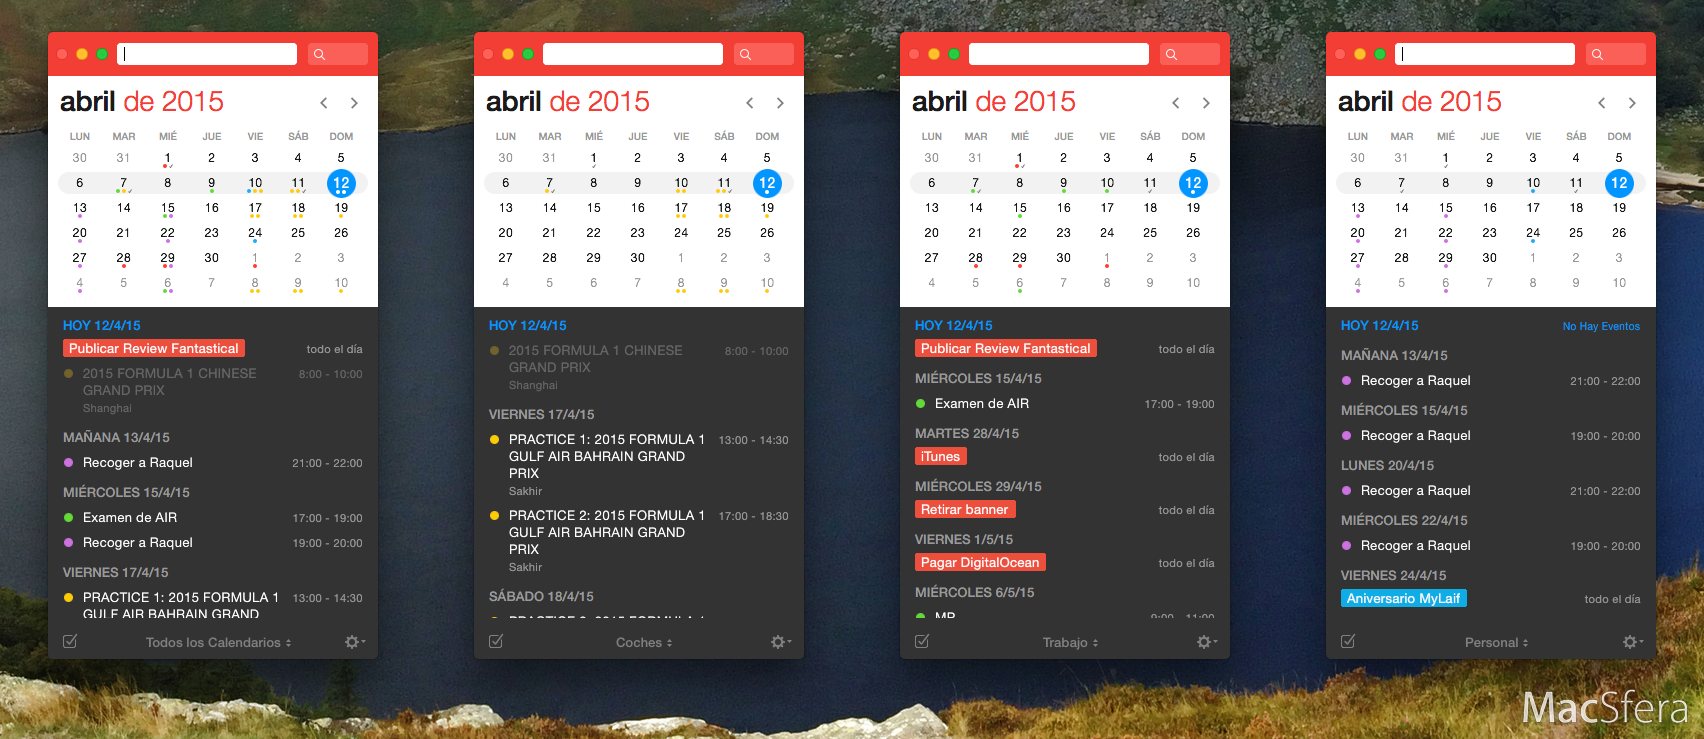 abril de 2015
LUN MAR MIÉ JUE VIE SÁB DOM
30 31 1 2 3 4 5
6 7 8 9 10 11 12
13 14 15 16 17 18 19
20 21 22 23 24 25 26
27 28 29 30 1 2 3
4 5 6 7 8 9 10
HOY 12/4/15
Publicar Review Fantastical todo el día
2015 FORMULA 1 CHINESE 8:00 - 10:00
GRAND PRIX
Shanghai
MAÑANA 13/4/15
Recoger a Raquel 21:00 - 22:00
MIÉRCOLES 15/4/15
Examen de AIR 17:00 - 19:00
Recoger a Raquel 19:00 - 20:00
VIERNES 17/4/15
PRACTICE 1: 2015 FORMULA 1 13:00 - 14:30
GULF AIR BAHRAIN GRAND
Todos los Calendarios
abril de 2015
LUN MAR MIÉ JUE VIE SÁB DOM
30 31 1 2 3 4 5
6 7 8 9 10 11 12
13 14 15 16 17 18 19
20 21 22 23 24 25 26
27 28 29 30 1 2 3
4 5 6 7 8 9 10
HOY 12/4/15
2015 FORMULA 1 CHINESE 8:00 - 10:00
GRAND PRIX
Shanghai
VIERNES 17/4/15
PRACTICE 1: 2015 FORMULA 1 13:00 - 14:30
GULF AIR BAHRAIN GRAND
PRIX
Sakhir
PRACTICE 2: 2015 FORMULA 1 17:00 - 18:30
GULF AIR BAHRAIN GRAND
PRIX
Sakhir
SÁBADO 18/4/15
Coches
abril de 2015
LUN MAR MIÉ JUE VIE SÁB DOM
30 31 1 2 3 4 5
6 7 8 9 10 11 12
13 14 15 16 17 18 19
20 21 22 23 24 25 26
27 28 29 30 1 2 3
4 5 6 7 8 9 10
HOY 12/4/15
Publicar Review Fantastical todo el día
MIÉRCOLES 15/4/15
Examen de AIR 17:00 - 19:00
MARTES 28/4/15
iTunes todo el día
MIÉRCOLES 29/4/15
Retirar banner todo el día
VIERNES 1/5/15
Pagar DigitalOcean todo el día
MIÉRCOLES 6/5/15
Trabajo
abril de 2015
LUN MAR MIÉ JUE VIE SÁB DOM
30 31 1 2 3 4 5
6 7 8 9 10 11 12
13 14 15 16 17 18 19
20 21 22 23 24 25 26
27 28 29 30 1 2 3
4 5 6 7 8 9 10
HOY 12/4/15 No Hay Eventos
MAÑANA 13/4/15
Recoger a Raquel 21:00 - 22:00
MIÉRCOLES 15/4/15
Recoger a Raquel 19:00 - 20:00
LUNES 20/4/15
Recoger a Raquel 21:00 - 22:00
MIÉRCOLES 22/4/15
Recoger a Raquel 19:00 - 20:00
VIERNES 24/4/15
Aniversario MyLaif todo el día
Personal
MacSfera